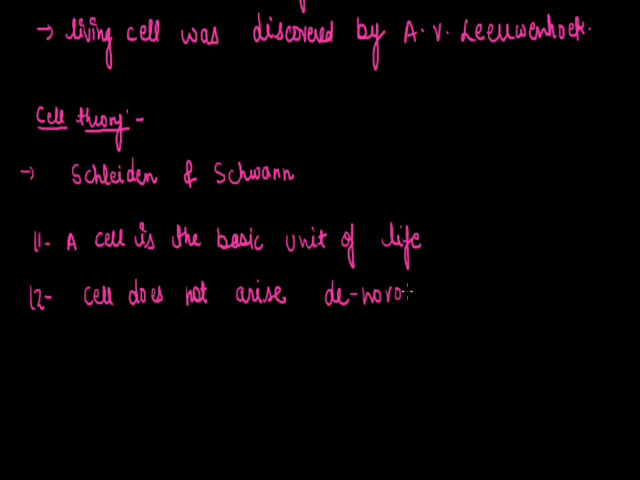 → living cell was discovered by A. V. Leeuwenhoek.
Cell theory:-
→ Schleiden & Schwann
1- A cell is the basic unit of life
2- cell does not arise de-novo